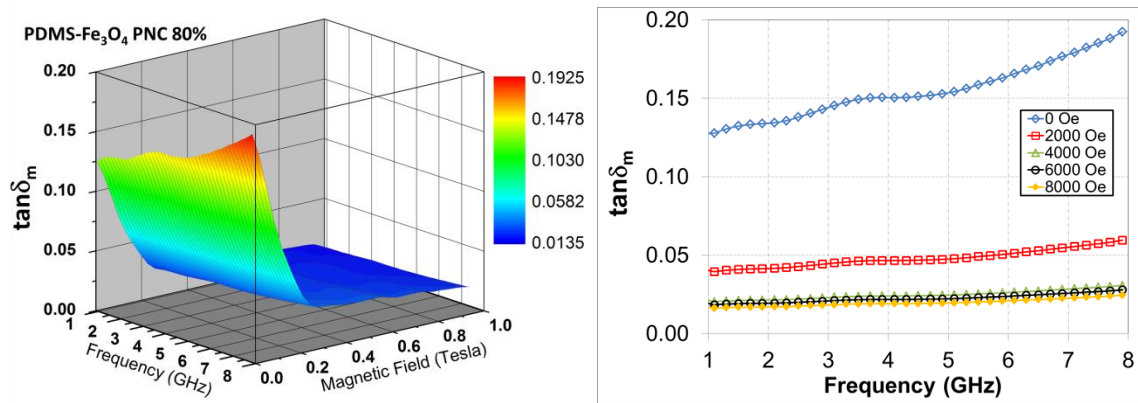 PDMS-Fe₃O₄ PNC 80%
0.20
0.15
0.10
0.05
0.00
tanδₘ
1
2
3
4
5
6
7
8
Frequency (GHz)
0.0
0.2
0.4
0.6
0.8
1.0
Magnetic Field (Tesla)
0.1925
0.1478
0.1030
0.0582
0.0135
0.20
0.15
0.10
0.05
0.00
tanδₘ
0 Oe
2000 Oe
4000 Oe
6000 Oe
8000 Oe
1 2 3 4 5 6 7 8
Frequency (GHz)